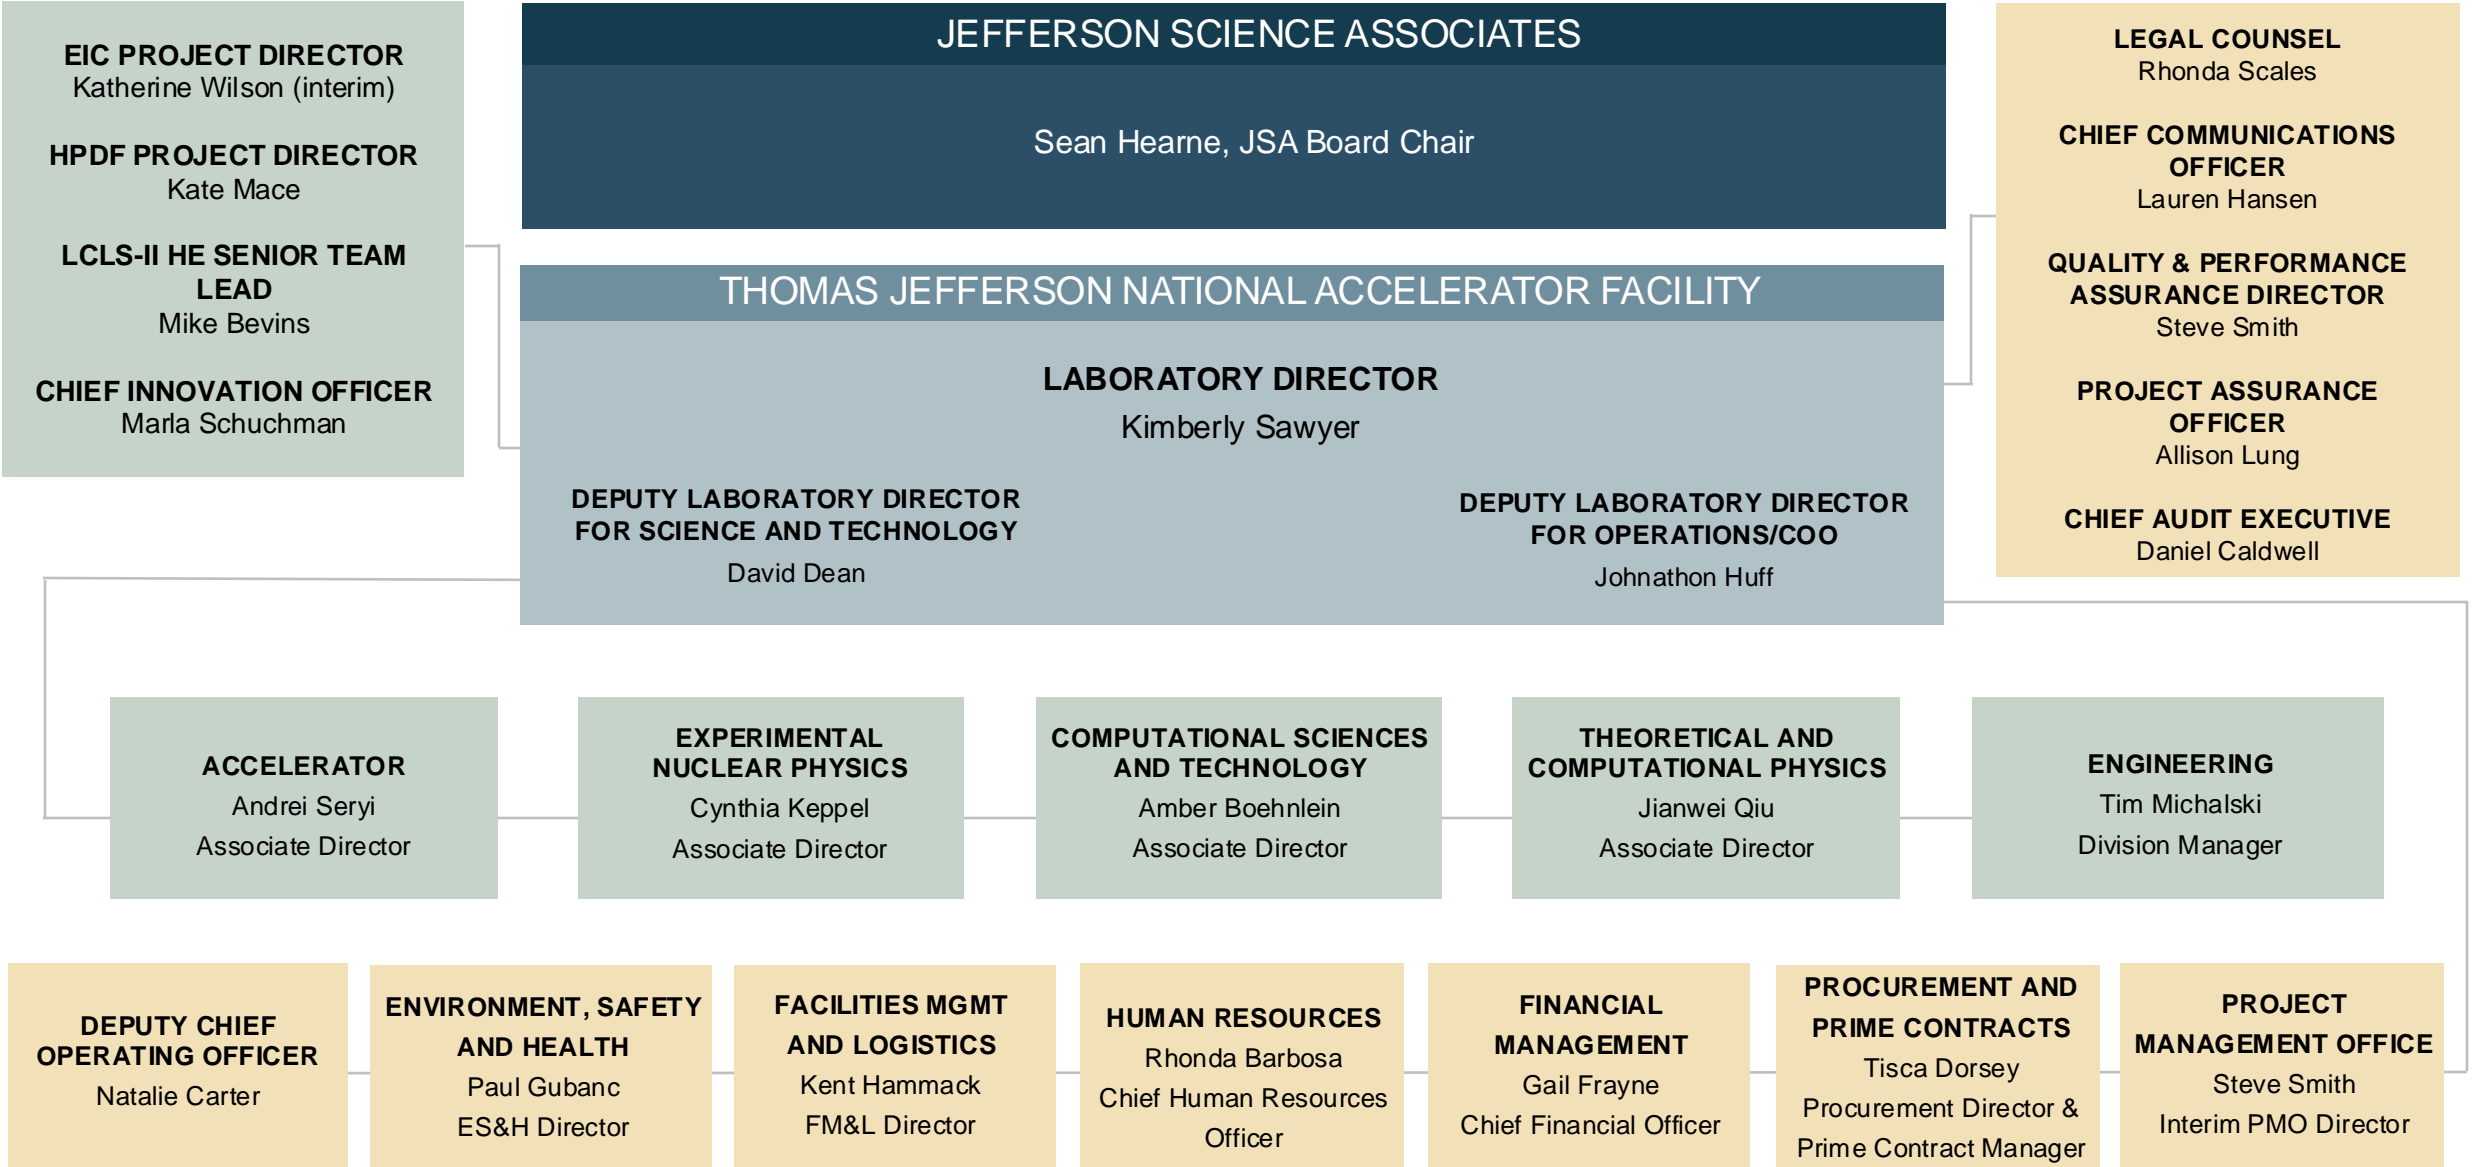 EIC PROJECT DIRECTOR
Katherine Wilson (interim)
HPDF PROJECT DIRECTOR
Kate Mace
LCLS-II HE SENIOR TEAM
LEAD
Mike Bevins
CHIEF INNOVATION OFFICER
Marla Schuchman
JEFFERSON SCIENCE ASSOCIATES
Sean Hearne, JSA Board Chair
LEGAL COUNSEL
Rhonda Scales
CHIEF COMMUNICATIONS
OFFICER
Lauren Hansen
QUALITY & PERFORMANCE
ASSURANCE DIRECTOR
Steve Smith
PROJECT ASSURANCE
OFFICER
Allison Lung
CHIEF AUDIT EXECUTIVE
Daniel Caldwell
THOMAS JEFFERSON NATIONAL ACCELERATOR FACILITY
LABORATORY DIRECTOR
Kimberly Sawyer
DEPUTY LABORATORY DIRECTOR
FOR SCIENCE AND TECHNOLOGY
David Dean
DEPUTY LABORATORY DIRECTOR
FOR OPERATIONS/COO
Johnathon Huff
ACCELERATOR
Andrei Seryi
Associate Director
EXPERIMENTAL
NUCLEAR PHYSICS
Cynthia Keppel
Associate Director
COMPUTATIONAL SCIENCES
AND TECHNOLOGY
Amber Boehnlein
Associate Director
THEORETICAL AND
COMPUTATIONAL PHYSICS
Jianwei Qiu
Associate Director
ENGINEERING
Tim Michalski
Division Manager
DEPUTY CHIEF
OPERATING OFFICER
Natalie Carter
ENVIRONMENT, SAFETY
AND HEALTH
Paul Gubanc
ES&H Director
FACILITIES MGMT
AND LOGISTICS
Kent Hammack
FM&L Director
HUMAN RESOURCES
Rhonda Barbosa
Chief Human Resources
Officer
FINANCIAL
MANAGEMENT
Gail Frayne
Chief Financial Officer
PROCUREMENT AND
PRIME CONTRACTS
Tisca Dorsey
Procurement Director &
Prime Contract Manager
PROJECT
MANAGEMENT OFFICE
Steve Smith
Interim PMO Director